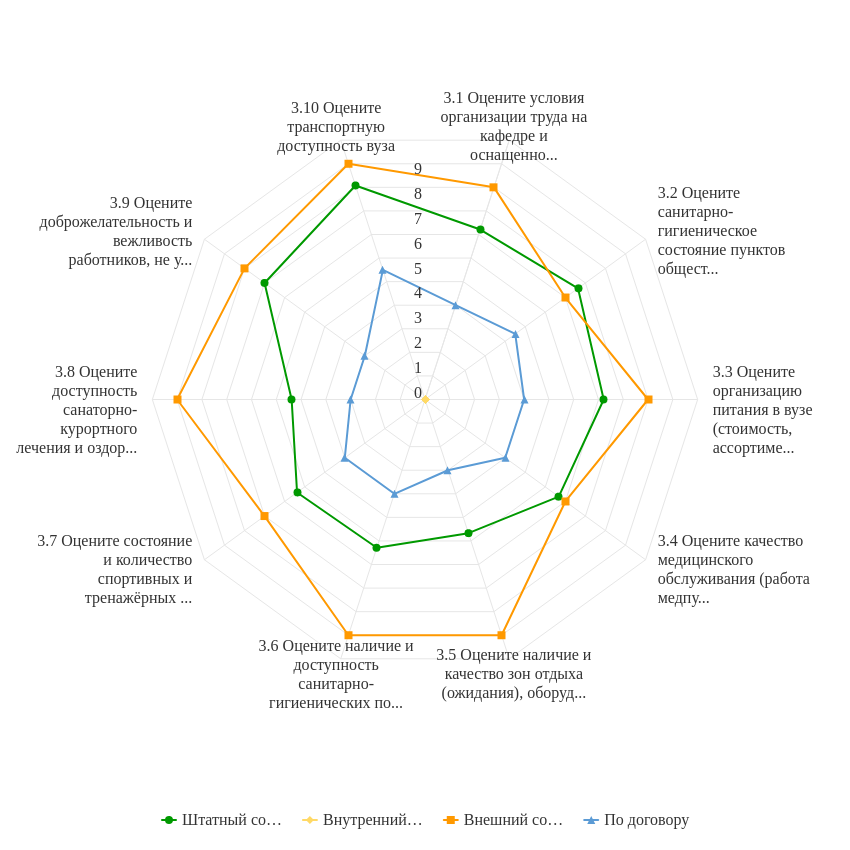 3.1 Оцените условия
организации труда на
кафедре и
оснащенно...
3.2 Оцените
санитарно-
гигиеническое
состояние пунктов
общест...
3.3 Оцените
организацию
питания в вузе
(стоимость,
ассортиме...
3.4 Оцените качество
медицинского
обслуживания (работа
медпу...
3.5 Оцените наличие и
качество зон отдыха
(ожидания), оборуд...
3.6 Оцените наличие и
доступность
санитарно-
гигиенических по...
3.7 Оцените состояние
и количество
спортивных и
тренажёрных ...
3.8 Оцените
доступность
санаторно-
курортного
лечения и оздор...
3.9 Оцените
доброжелательность и
вежливость
работников, не у...
3.10 Оцените
транспортную
доступность вуза
9
8
7
6
5
4
3
2
1
0
Штатный со…
Внутренний…
Внешний со…
По договору